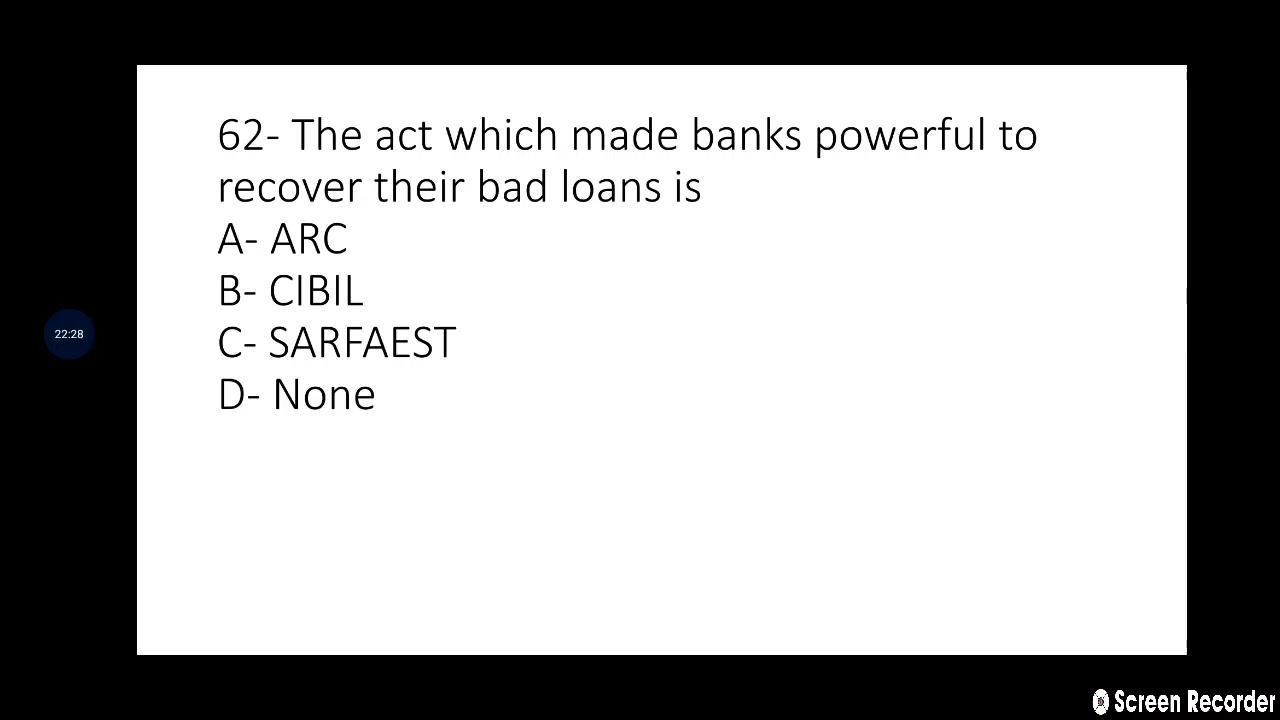 62- The act which made banks powerful to
recover their bad loans is
A- ARC
B- CIBIL
C- SARFAEST
D- None
22:28
Screen Recorder